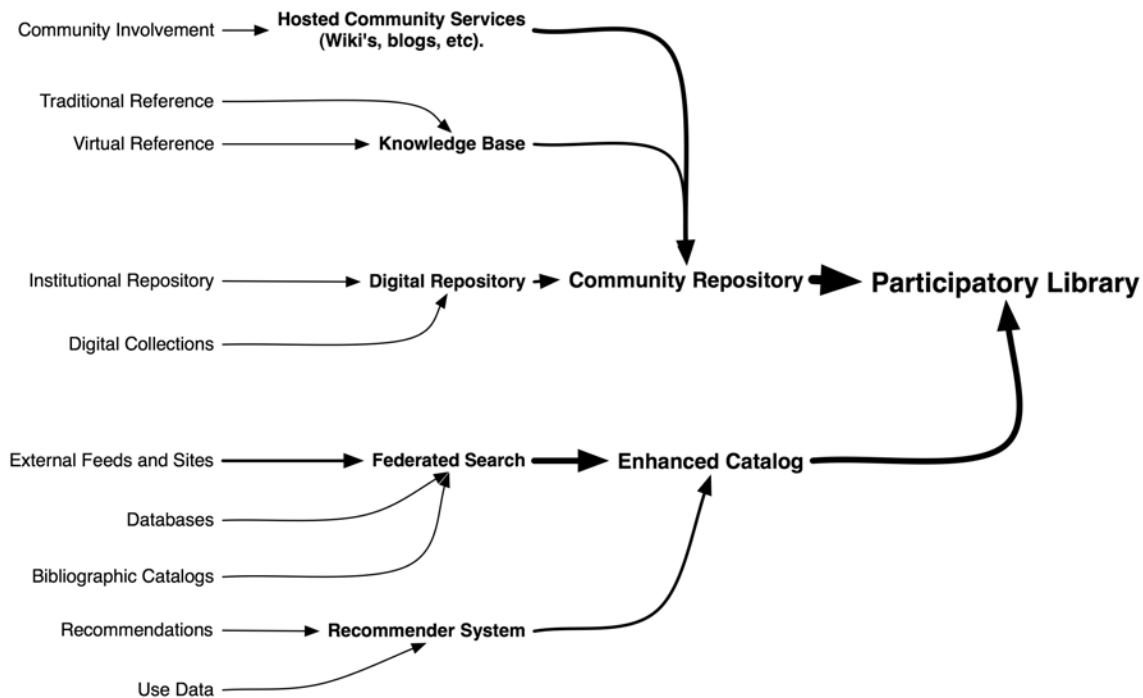 Community Involvement
Hosted Community Services
(Wiki's, blogs, etc).
Traditional Reference
Virtual Reference
Knowledge Base
Institutional Repository
Digital Repository
Community Repository
Participatory Library
Digital Collections
External Feeds and Sites
Federated Search
Enhanced Catalog
Databases
Bibliographic Catalogs
Recommendations
Recommender System
Use Data